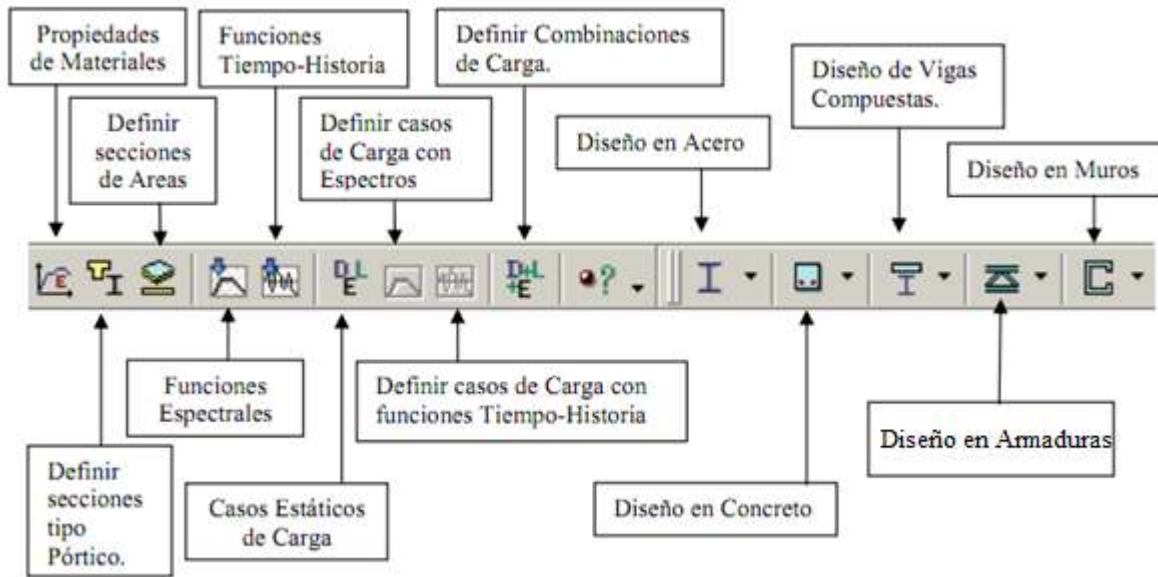 Propiedades
de Materiales
Funciones
Tiempo-Historia
Definir Combinaciones
de Carga.
Diseño de Vigas
Compuestas.
Definir
secciones
de Areas
Definir casos
de Carga con
Espectros
Diseño en Acero
Diseño en Muros
E
I
D L
E
D+L
+E
?
I
Funciones
Espectrales
Definir casos de Carga con
funciones Tiempo-Historia
Diseño en Armaduras
Definir
secciones
tipo
Pórtico.
Casos Estáticos
de Carga
Diseño en Concreto